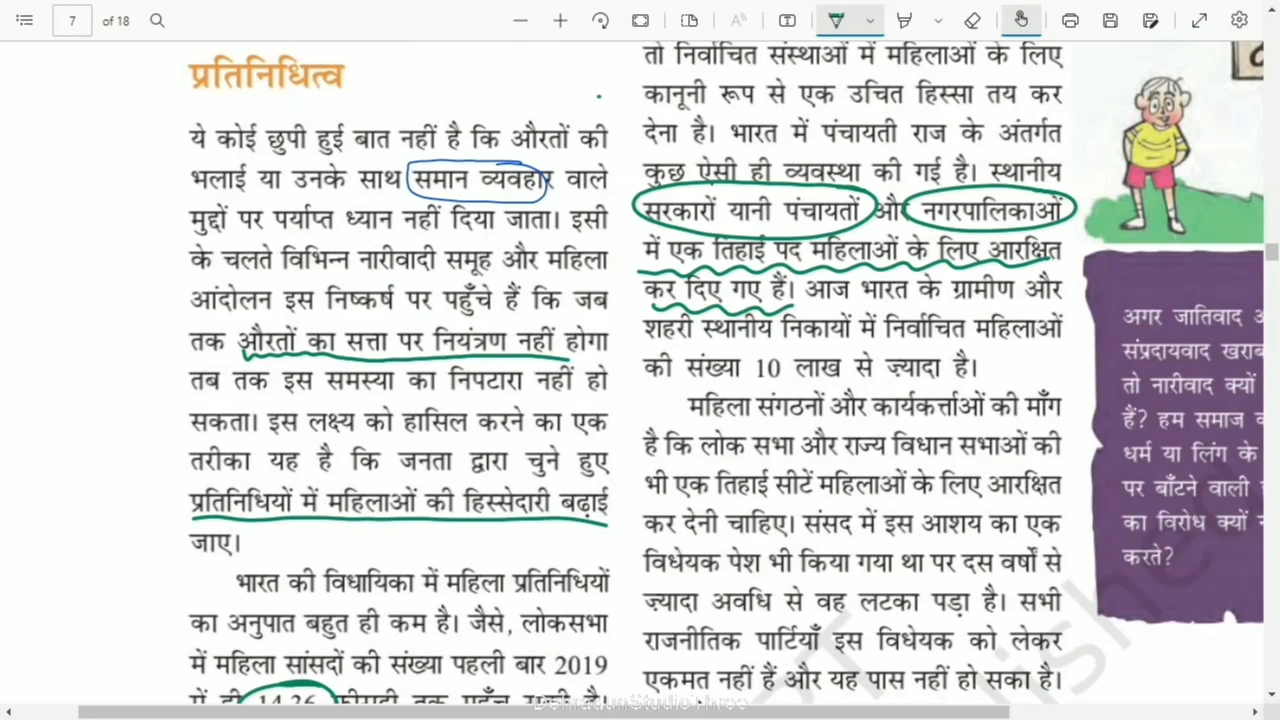 7
of 18
प्रतिनिधित्व
ये कोई छुपी हुई बात नहीं है कि औरतों की
भलाई या उनके साथ समान व्यवहार वाले
मुद्दों पर पर्याप्त ध्यान नहीं दिया जाता। इसी
के चलते विभिन्न नारीवादी समूह और महिला
आंदोलन इस निष्कर्ष पर पहुँचे हैं कि जब
तक औरतों का सत्ता पर नियंत्रण नहीं होगा
तब तक इस समस्या का निपटारा नहीं हो
सकता। इस लक्ष्य को हासिल करने का एक
तरीका यह है कि जनता द्वारा चुने हुए
प्रतिनिधियों में महिलाओं की हिस्सेदारी बढ़ाई
जाए।
भारत की विधायिका में महिला प्रतिनिधियों
का अनुपात बहुत ही कम है। जैसे, लोकसभा
में महिला सांसदों की संख्या पहली बार 2019
में ही 14.36 फ़ीसदी तक पहुँच
तो निर्वाचित संस्थाओं में महिलाओं के लिए
कानूनी रूप से एक उचित हिस्सा तय कर
देना है। भारत में पंचायती राज के अंतर्गत
कुछ ऐसी ही व्यवस्था की गई है। स्थानीय
सरकारों यानी पंचायतों और नगरपालिकाओं
में एक तिहाई पद महिलाओं के लिए आरक्षित
कर दिए गए हैं। आज भारत के ग्रामीण और
शहरी स्थानीय निकायों में निर्वाचित महिलाओं
की संख्या 10 लाख से ज़्यादा है।
महिला संगठनों और कार्यकर्त्ताओं की माँग
है कि लोक सभा और राज्य विधान सभाओं की
भी एक तिहाई सीटें महिलाओं के लिए आरक्षित
कर देनी चाहिए। संसद में इस आशय का एक
विधेयक पेश भी किया गया था पर दस वर्षों से
ज़्यादा अवधि से वह लटका पड़ा है। सभी
राजनीतिक पार्टियाँ इस विधेयक को लेकर
एकमत नहीं हैं और यह पास नहीं हो सका है।
अगर जातिवाद
संप्रदायवाद खराब
तो नारीवाद क्यों
हैं? हम समाज
धर्म या लिंग के
पर बाँटने वाली
का विरोध क्यों
करते?
DehradunStudioThree